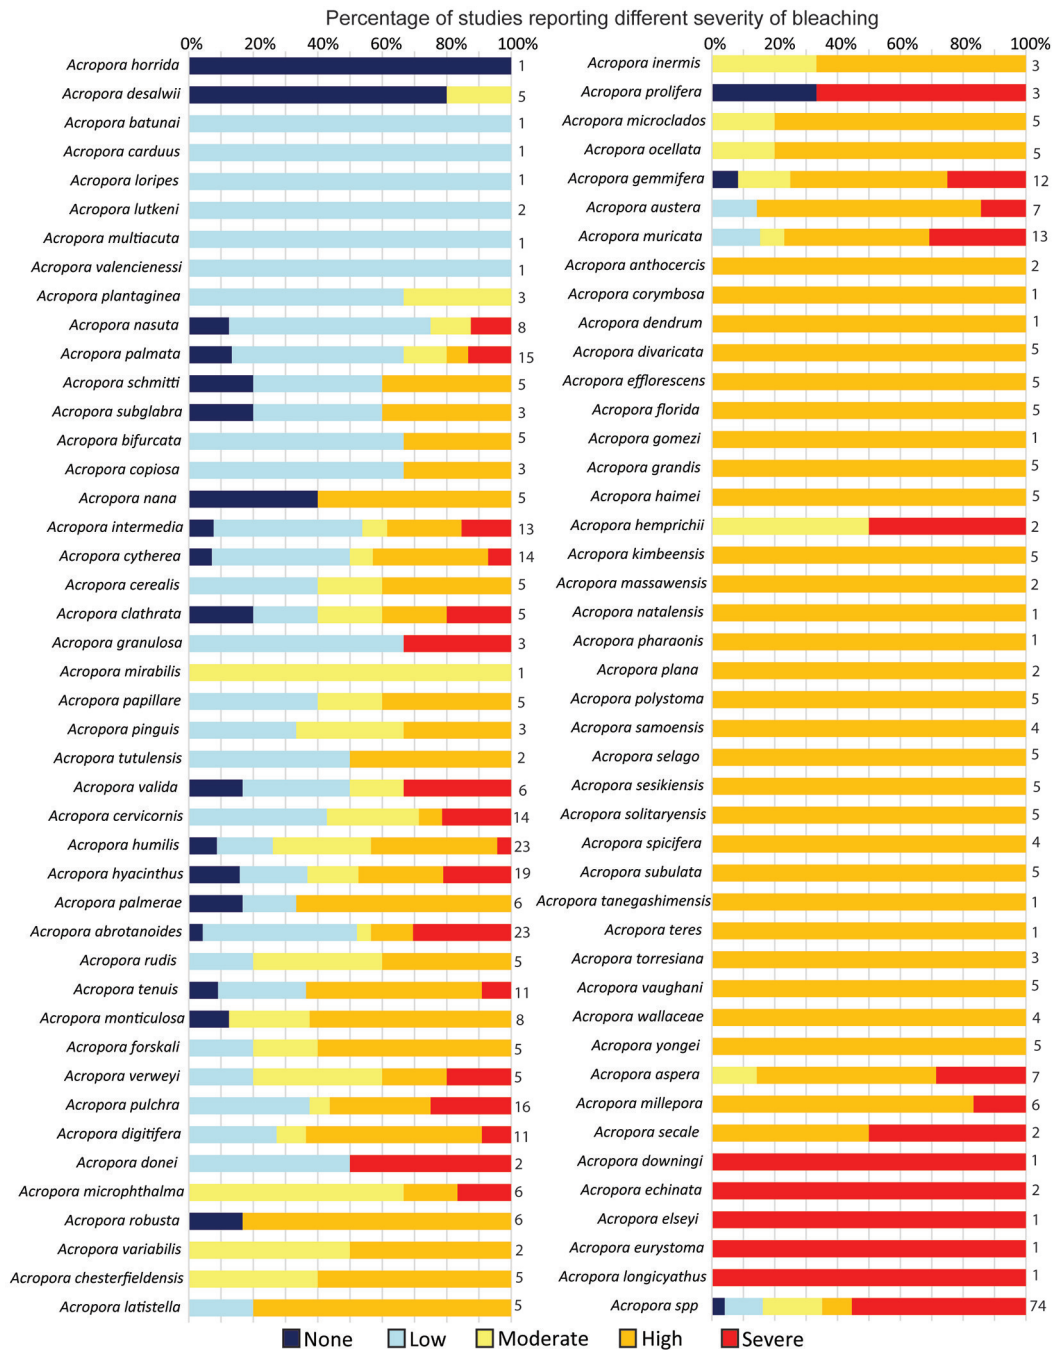 Percentage of studies reporting different severity of bleaching
0% 20% 40% 60% 80% 100%
Acropora horrida 1
Acropora desalwii 5
Acropora batunai 1
Acropora carduus 1
Acropora loripes 1
Acropora lutkeni 2
Acropora multiacuta 1
Acropora valencienessi 1
Acropora plantaginea 3
Acropora nasuta 8
Acropora palmata 15
Acropora schmitti 5
Acropora subglabra 3
Acropora bifurcata 5
Acropora copiosa 3
Acropora nana 5
Acropora intermedia 13
Acropora cytherea 14
Acropora cerealis 5
Acropora clathrata 5
Acropora granulosa 3
Acropora mirabilis 1
Acropora papillare 5
Acropora pinguis 3
Acropora tutulensis 2
Acropora valida 6
Acropora cervicornis 14
Acropora humilis 23
Acropora hyacinthus 19
Acropora palmerae 6
Acropora abrotanoides 23
Acropora rudis 5
Acropora tenuis 11
Acropora monticulosa 8
Acropora forskali 5
Acropora verweyi 5
Acropora pulchra 16
Acropora digitifera 11
Acropora donei 2
Acropora microphthalma 6
Acropora robusta 6
Acropora variabilis 2
Acropora chesterfieldensis 5
Acropora latistella 5
0% 20% 40% 60% 80% 100%
Acropora inermis 3
Acropora prolifera 3
Acropora microclados 5
Acropora ocellata 5
Acropora gemmifera 12
Acropora austera 7
Acropora muricata 13
Acropora anthocercis 2
Acropora corymbosa 1
Acropora dendrum 1
Acropora divaricata 5
Acropora efflorescens 5
Acropora florida 5
Acropora gomezi 1
Acropora grandis 5
Acropora haimei 5
Acropora hemprichii 2
Acropora kimbeensis 5
Acropora massawensis 2
Acropora natalensis 1
Acropora pharaonis 1
Acropora plana 2
Acropora polystoma 5
Acropora samoensis 4
Acropora selago 5
Acropora sesikiensis 5
Acropora solitaryensis 5
Acropora spicifera 4
Acropora subulata 5
Acropora tanegashimensis 1
Acropora teres 1
Acropora torresiana 3
Acropora vaughani 5
Acropora wallaceae 4
Acropora yongei 5
Acropora aspera 7
Acropora millepora 6
Acropora secale 2
Acropora downingi 1
Acropora echinata 2
Acropora elseyi 1
Acropora eurystoma 1
Acropora longicyathus 1
Acropora spp 74
None Low Moderate High Severe